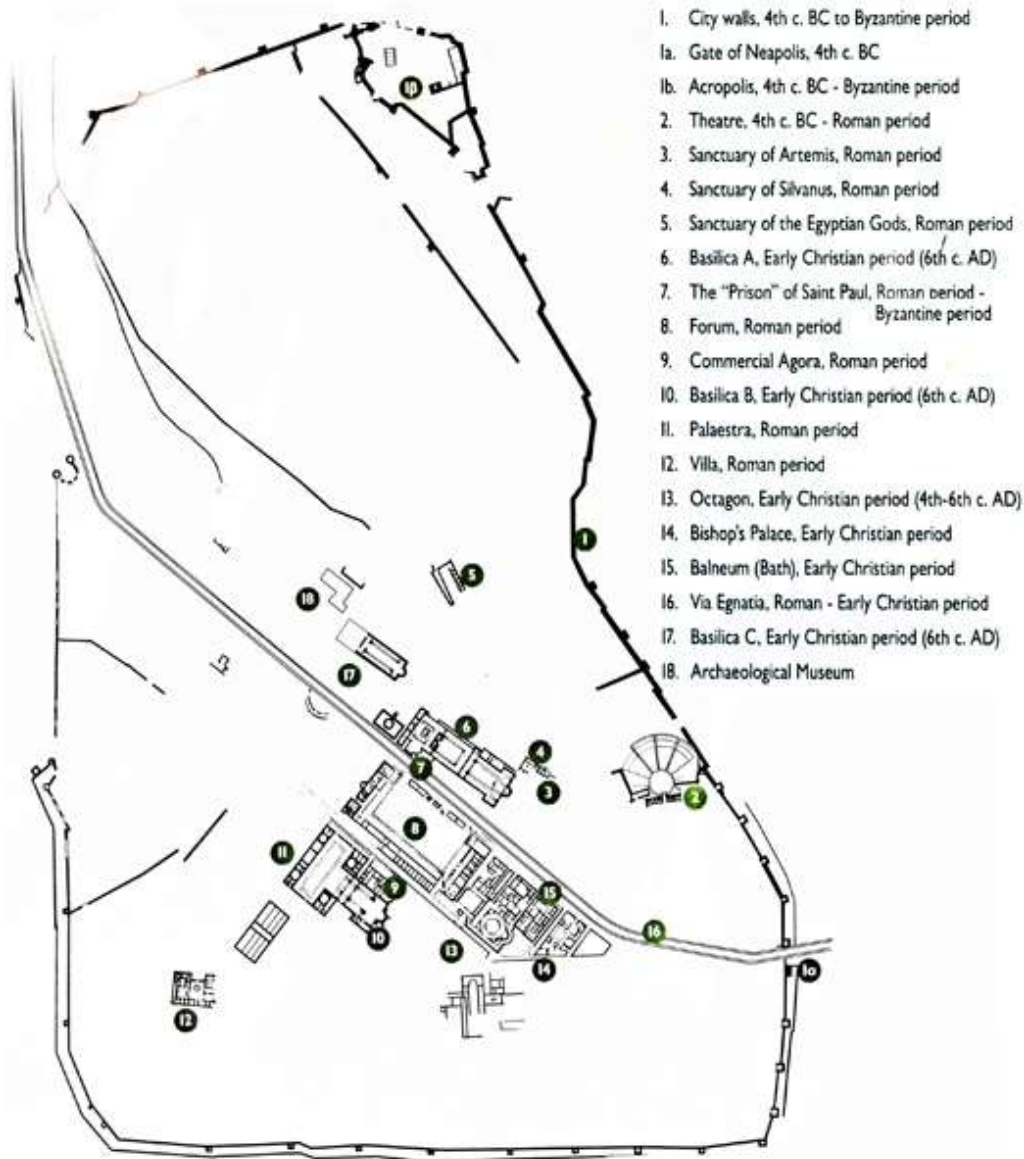 1. City walls, 4th c. BC to Byzantine period
1a. Gate of Neapolis, 4th c. BC
1b. Acropolis, 4th c. BC - Byzantine period
2. Theatre, 4th c. BC - Roman period
3. Sanctuary of Artemis, Roman period
4. Sanctuary of Silvanus, Roman period
5. Sanctuary of the Egyptian Gods, Roman period
6. Basilica A, Early Christian period (6th c. AD)
7. The "Prison" of Saint Paul, Roman period -
Byzantine period
8. Forum, Roman period
9. Commercial Agora, Roman period
10. Basilica B, Early Christian period (6th c. AD)
11. Palaestra, Roman period
12. Villa, Roman period
13. Octagon, Early Christian period (4th-6th c. AD)
14. Bishop's Palace, Early Christian period
15. Balneum (Bath), Early Christian period
16. Via Egnatia, Roman - Early Christian period
17. Basilica C, Early Christian period (6th c. AD)
18. Archaeological Museum
1β
1
5
18
17
6
4
7
3
2
8
11
9
15
10
16
13
14
1α
12